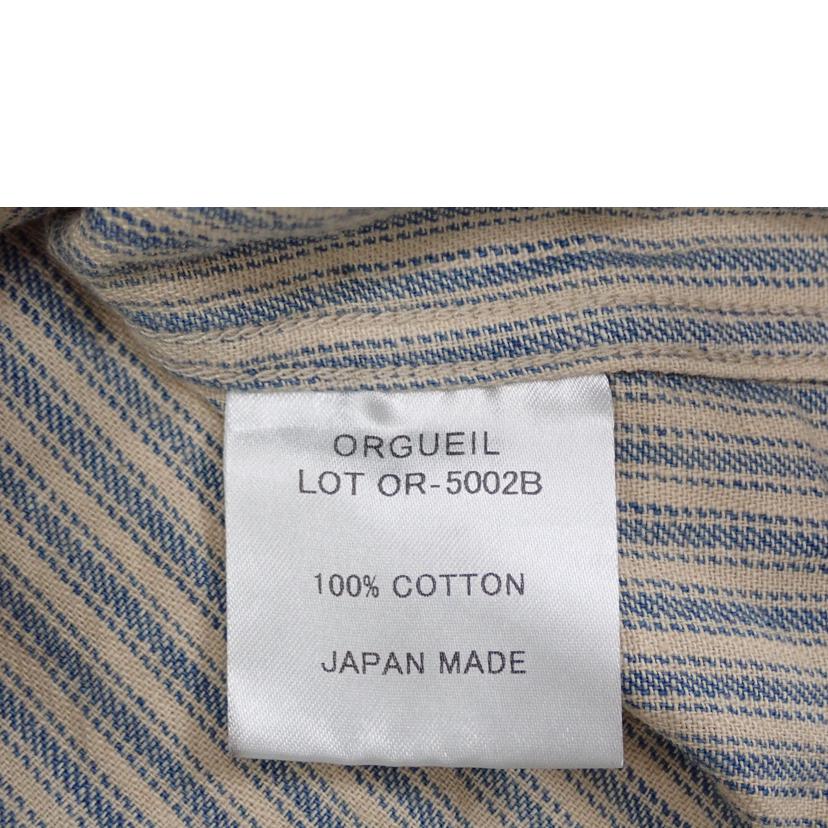 ORGUEIL
LOT OR-5002B
100% COTTON
JAPAN MADE